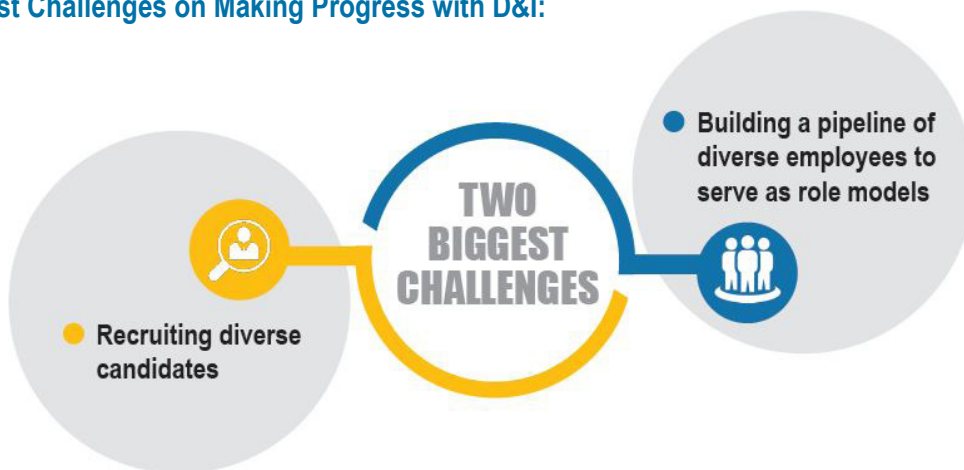 st Challenges on Making Progress with D&I:
TWO
BIGGEST
CHALLENGES
Building a pipeline of
diverse employees to
serve as role models
Recruiting diverse
candidates